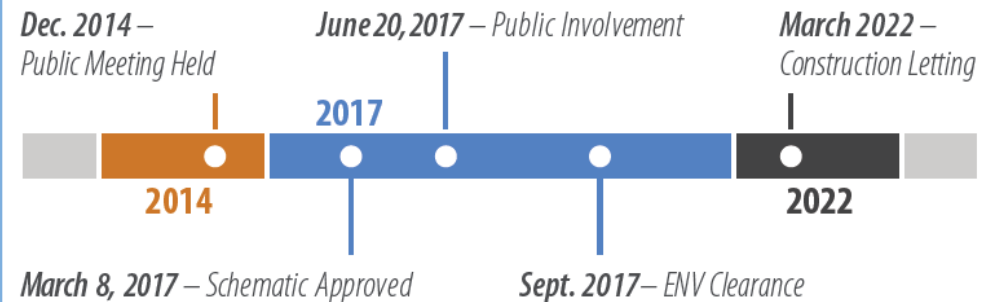 Dec. 2014 –
Public Meeting Held
June 20, 2017 – Public Involvement
March 2022 –
Construction Letting
2017
2014
2022
March 8, 2017 – Schematic Approved
Sept. 2017– ENV Clearance